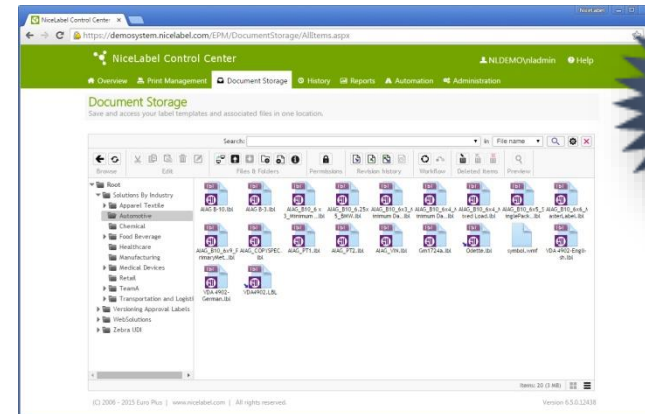 NiceLabel Control Center
https://demosystem.nicelabel.com/EPM/DocumentStorage/AllItems.aspx
NiceLabel Control Center
NLDEMO\nladmin Help
Overview Print Management Document Storage History Reports Automation Administration
Document Storage
Save and access your label templates and associated files in one location.
Search: in File name
Browse Edit Files & Folders Permissions Revision history Workflow Deleted Items Preview
Root
Solutions By Industry
Apparel Textile
Automotive
Chemical
Food Beverage
Healthcare
Manufacturing
Medical Devices
Retail
TeamA
Transportation and Logisti
Versioning Approval Labels
WebSolutions
Zebra UDI
AIAG B-10.lbl AIAG B-3.lbl
AIAG_PT1.lbl AIAG_PT2.lbl AIAG_VIN.lbl Gm1724a.lbl Odette.lbl symbol.wmf VDA 4902-Engli-
sh.lbl
VDA 4902-
German.lbl
VDA4902.LBL
Items: 20 (3 MB)
(C) 2006 - 2015 Euro Plus | www.nicelabel.com | All rights reserved.
Version 6.5.0.12438